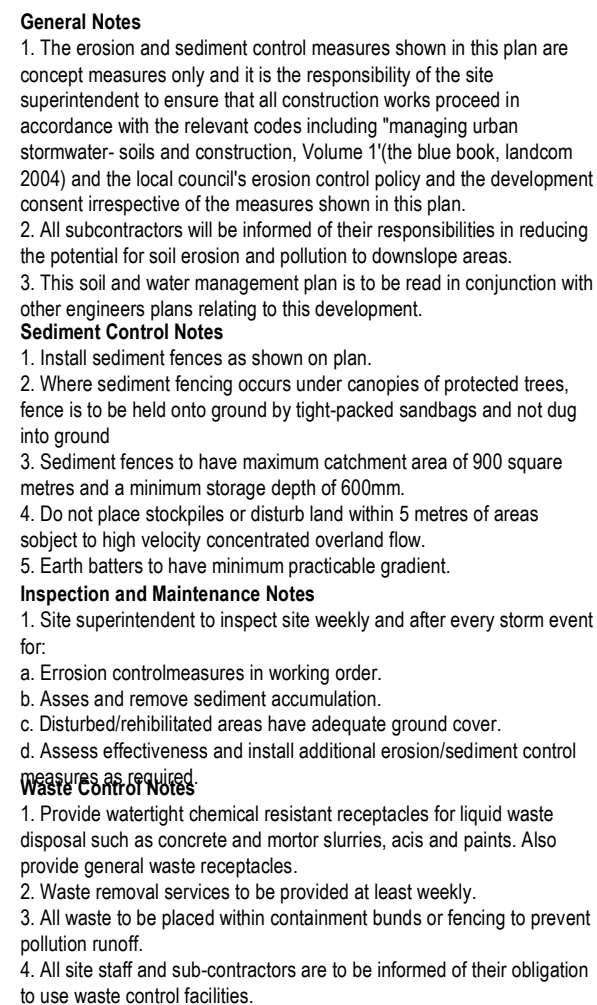 General Notes
1. The erosion and sediment control measures shown in this plan are
concept measures only and it is the responsibility of the site
superintendent to ensure that all construction works proceed in
accordance with the relevant codes including "managing urban
stormwater- soils and construction, Volume 1'(the blue book, landcom
2004) and the local council's erosion control policy and the development
consent irrespective of the measures shown in this plan.
2. All subcontractors will be informed of their responsibilities in reducing
the potential for soil erosion and pollution to downslope areas.
3. This soil and water management plan is to be read in conjunction with
other engineers plans relating to this development.
Sediment Control Notes
1. Install sediment fences as shown on plan.
2. Where sediment fencing occurs under canopies of protected trees,
fence is to be held onto ground by tight-packed sandbags and not dug
into ground
3. Sediment fences to have maximum catchment area of 900 square
metres and a minimum storage depth of 600mm.
4. Do not place stockpiles or disturb land within 5 metres of areas
sobject to high velocity concentrated overland flow.
5. Earth batters to have minimum practicable gradient.
Inspection and Maintenance Notes
1. Site superintendent to inspect site weekly and after every storm event
for:
a. Errosion controlmeasures in working order.
b. Asses and remove sediment accumulation.
c. Disturbed/rehibilitated areas have adequate ground cover.
d. Assess effectiveness and install additional erosion/sediment control
measures as required.
Waste Control Notes
1. Provide watertight chemical resistant receptacles for liquid waste
disposal such as concrete and mortor slurries, acis and paints. Also
provide general waste receptacles.
2. Waste removal services to be provided at least weekly.
3. All waste to be placed within containment bunds or fencing to prevent
pollution runoff.
4. All site staff and sub-contractors are to be informed of their obligation
to use waste control facilities.